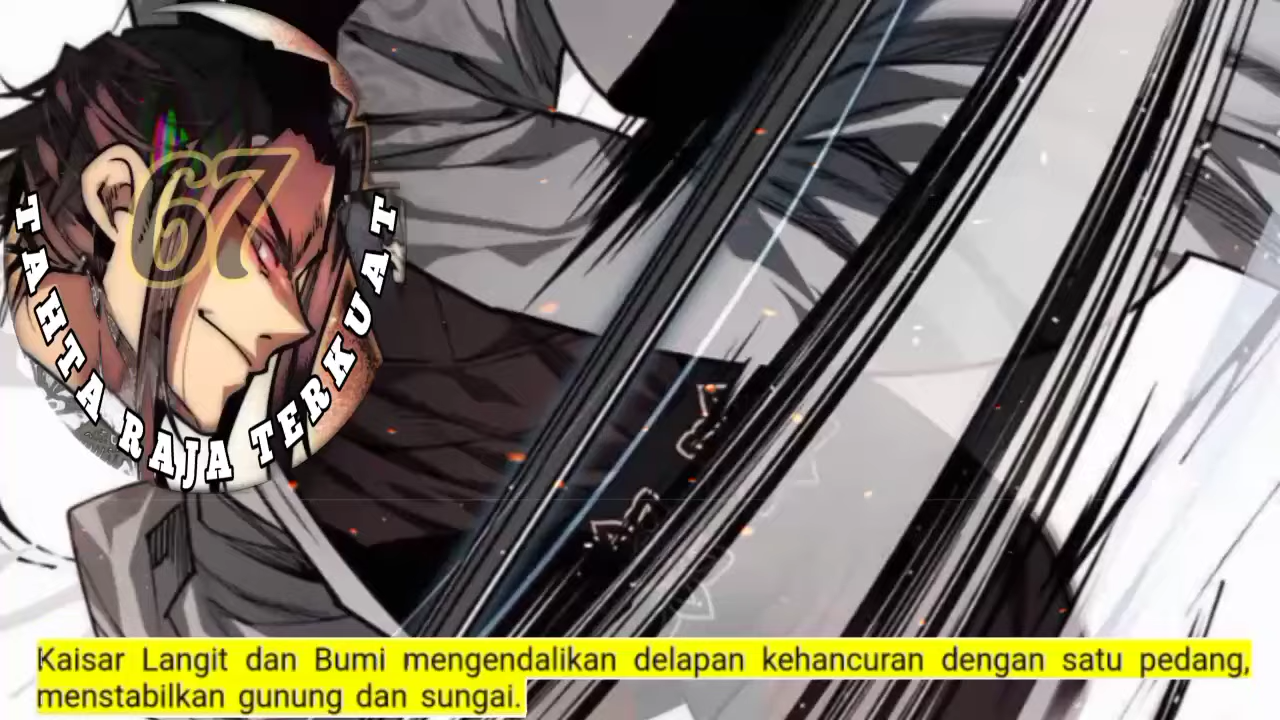 67
TAHTA RAJA TERKUAT
Kaisar Langit dan Bumi mengendalikan delapan kehancuran dengan satu pedang,
menstabilkan gunung dan sungai.